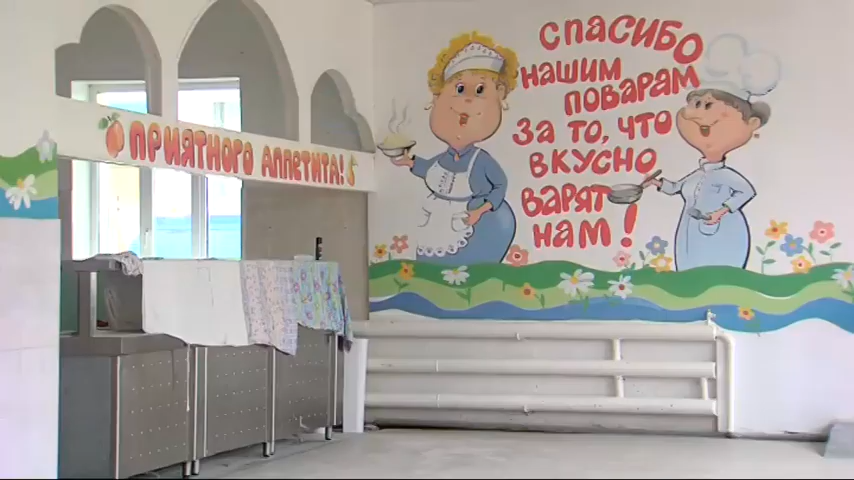 ПРИЯТНОГО АППЕТИТА!
СПАСИБО
НАШИМ
ПОВАРАМ
ЗА ТО, ЧТО
ВКУСНО
ВАРЯТ
НАМ!